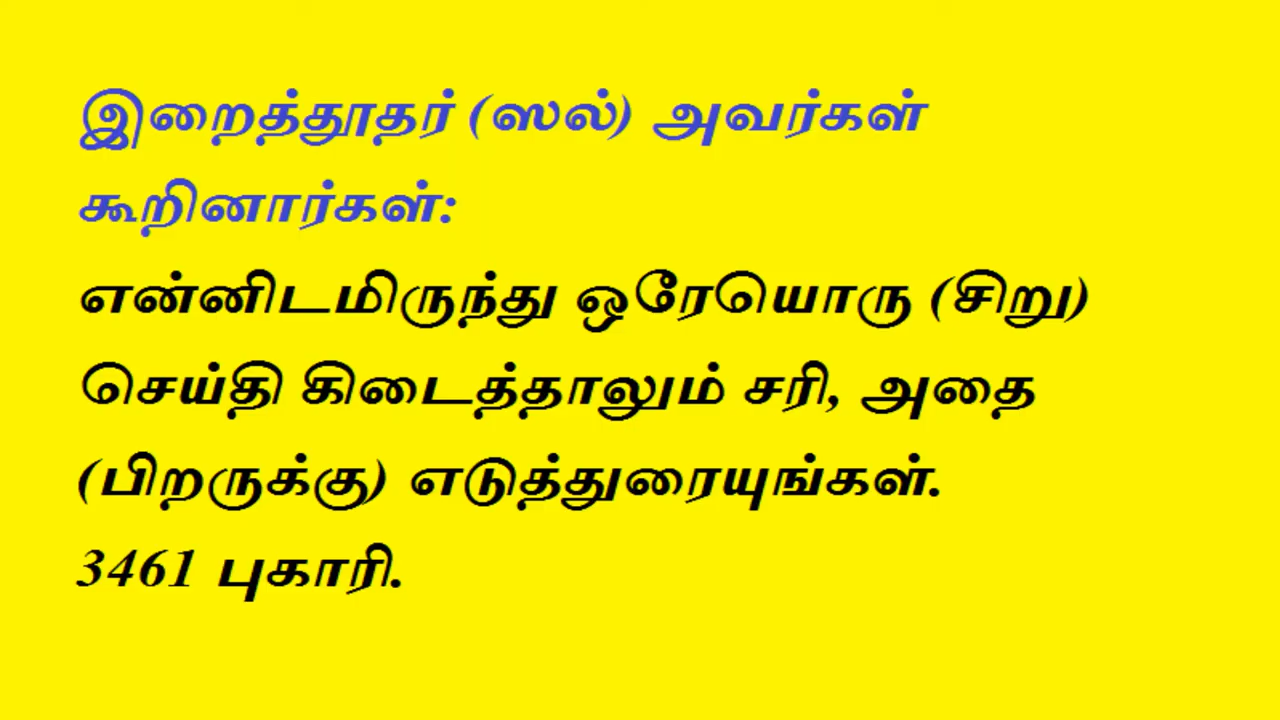 இறைத்தூதர் (ஸல்) அவர்கள்
கூறினார்கள்:
என்னிடமிருந்து ஒரேயொரு (சிறு)
செய்தி கிடைத்தாலும் சரி, அதை
(பிறருக்கு) எடுத்துரையுங்கள்.
3461 புகாரி.